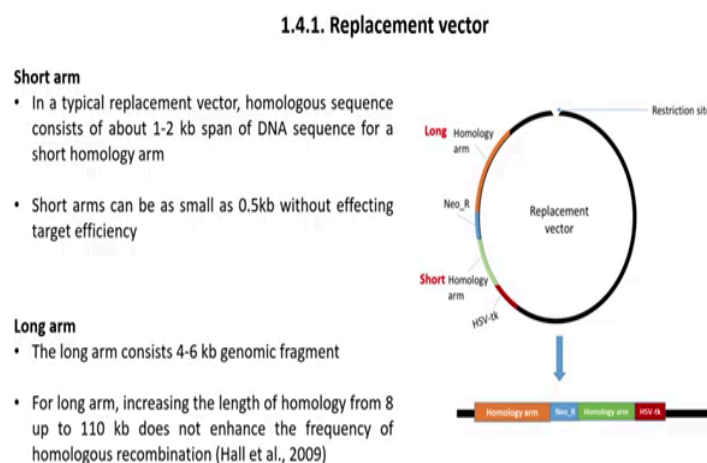 1.4.1. Replacement vector
Short arm
• In a typical replacement vector, homologous sequence
consists of about 1-2 kb span of DNA sequence for a
short homology arm
• Short arms can be as small as 0.5kb without effecting
target efficiency
Long arm
• The long arm consists 4-6 kb genomic fragment
• For long arm, increasing the length of homology from 8
up to 110 kb does not enhance the frequency of
homologous recombination (Hall et al., 2009)
Restriction site
Long Homology
arm
Neo_R
Replacement
vector
Short Homology
arm
HSV-tk
Homology arm Neo_R Homology arm HSV-tk